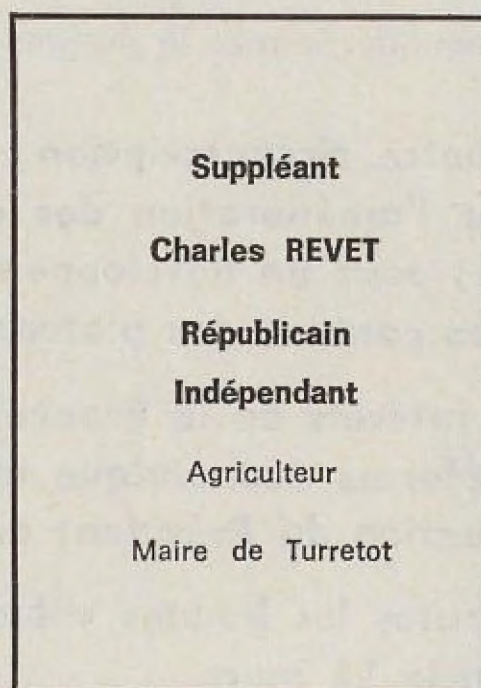 Suppléant
Charles REVET
Républicain
Indépendant
Agriculteur
Maire de Turretot